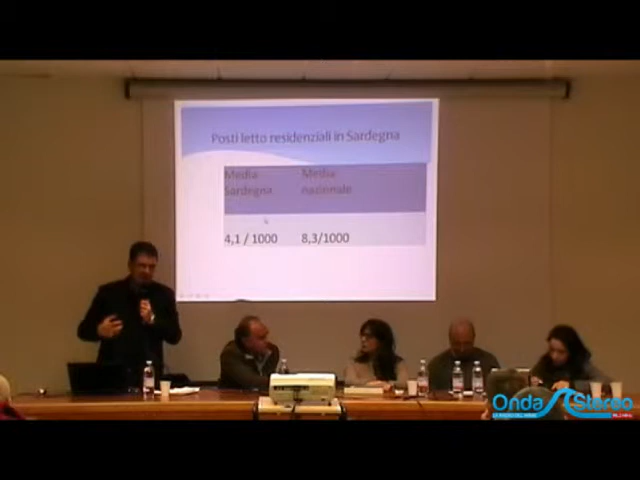 Posti letto residenziali in Sardegna
Media Sardegna
Media nazionale
4,1 / 1000
8,3/1000
Onda Stereo